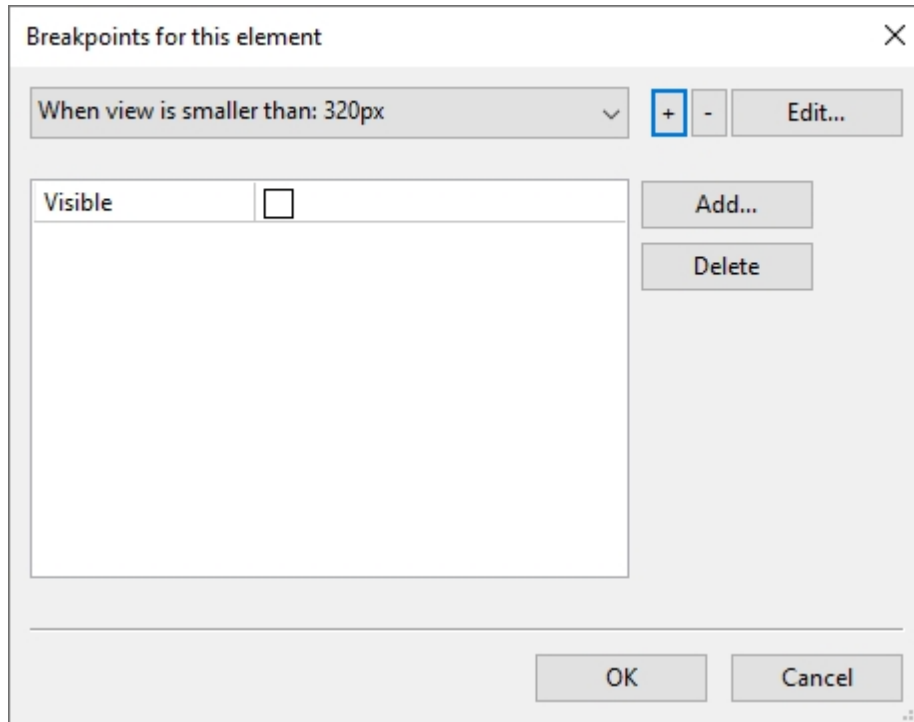 Breakpoints for this element
When view is smaller than: 320px
+
-
Edit...
Visible
Add...
Delete
OK
Cancel